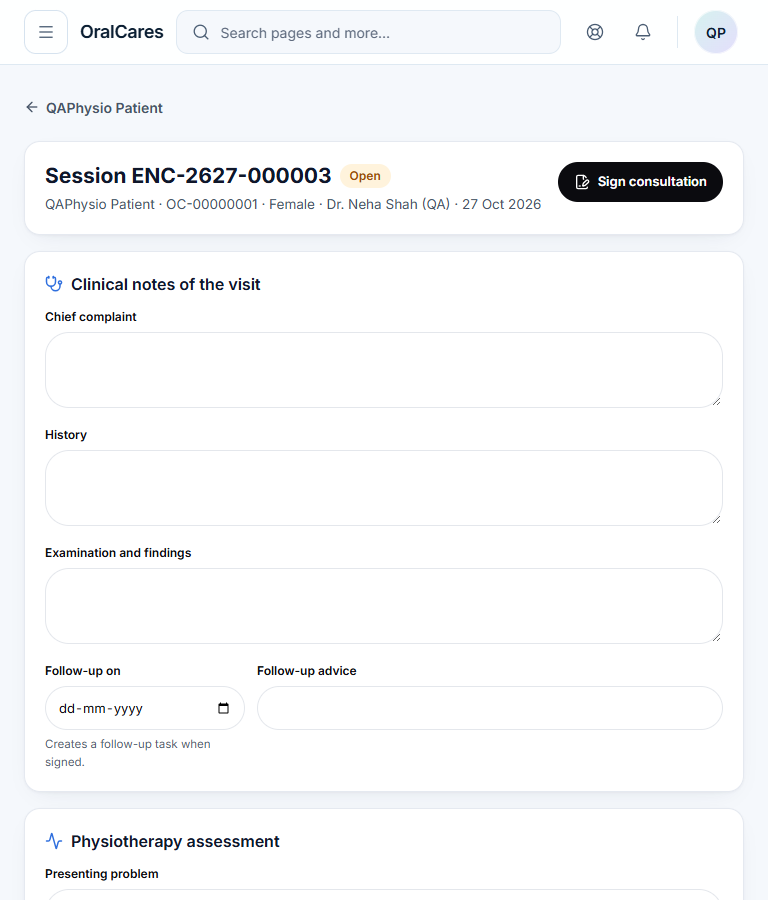 OralCares
Search pages and more...
QP
QAPhysio Patient
Session ENC-2627-000003
Open
Sign consultation
QAPhysio Patient · OC-00000001 · Female · Dr. Neha Shah (QA) · 27 Oct 2026
Clinical notes of the visit
Chief complaint
History
Examination and findings
Follow-up on
Follow-up advice
dd-mm-yyyy
Creates a follow-up task when
signed.
Physiotherapy assessment
Presenting problem